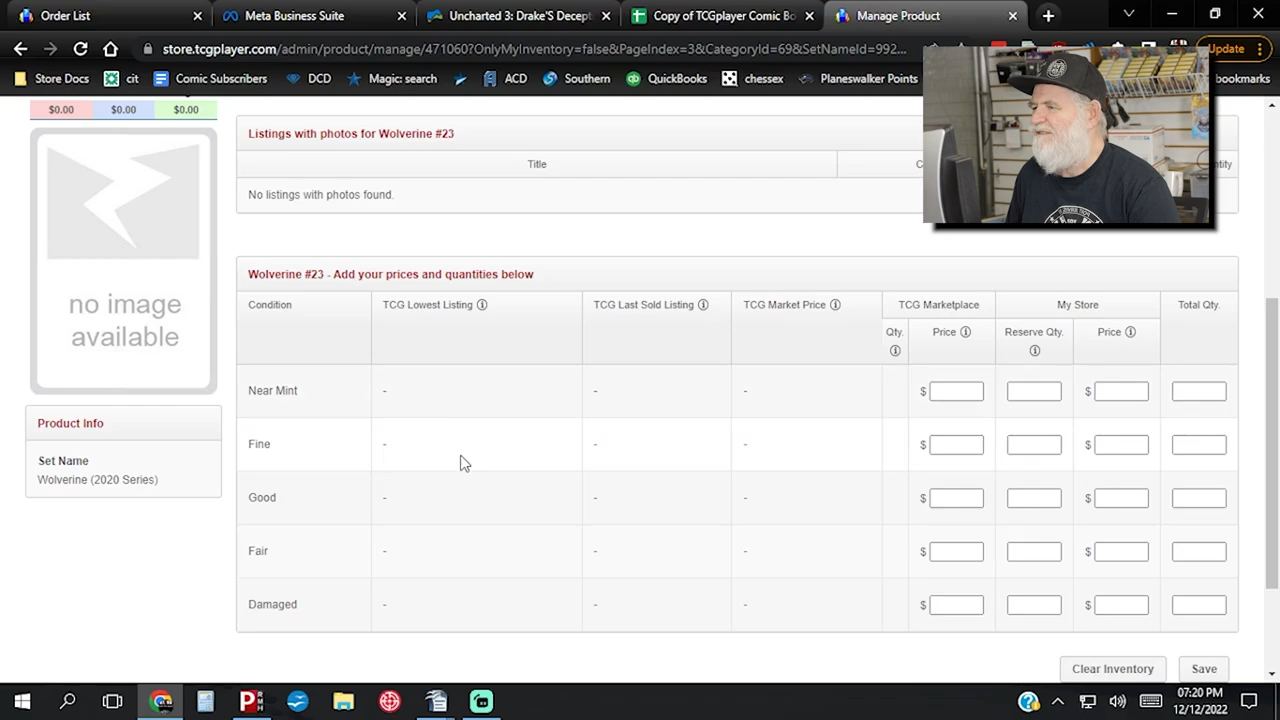 Order List
Meta Business Suite
Uncharted 3: Drake'S Decept
Copy of TCGplayer Comic Bo
Manage Product
store.tcgplayer.com/admin/product/manage/471060?OnlyMyInventory=false&PageIndex=3&CategoryId=69&SetNameId=992...
Update
Store Docs
cit
Comic Subscribers
DCD
Magic: search
ACD
Southern
QuickBooks
chessex
Planeswalker Points
bookmarks
$0.00 $0.00 $0.00
no image
available
Product Info
Set Name
Wolverine (2020 Series)
Listings with photos for Wolverine #23
Title
No listings with photos found.
Wolverine #23 - Add your prices and quantities below
Condition TCG Lowest Listing TCG Last Sold Listing TCG Market Price TCG Marketplace My Store Total Qty.
Qty. Price Reserve Qty. Price
Near Mint - - - $ $
Fine - - - $ $
Good - - - $ $
Fair - - - $ $
Damaged - - - $ $
Clear Inventory Save
07:20 PM
12/12/2022